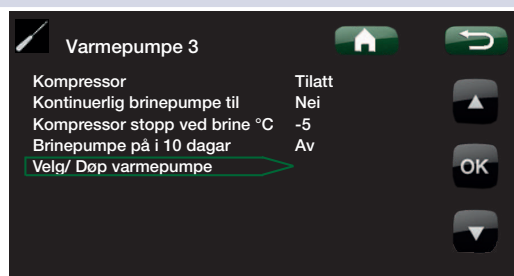 Varmepumpe 3
Kompressor Tilatt
Kontinuerlig brinepumpe til Nei
Kompressor stopp ved brine °C -5
Brinepumpe på i 10 dagar Av
Velg/ Døp varmepumpe
OK